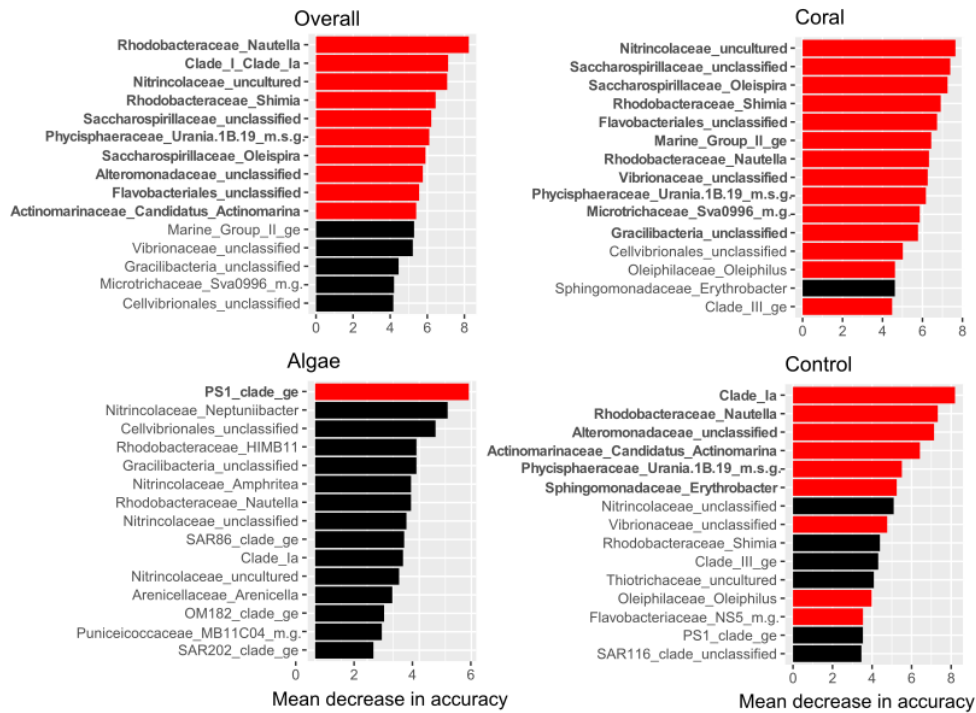 Overall
Rhodobacteraceae_Nautella
Clade_I_Clade_Ia
Nitrincolaceae_uncultured
Rhodobacteraceae_Shimia
Saccharospirillaceae_unclassified
Phycisphaeraceae_Urania.1B.19_m.s.g.
Saccharospirillaceae_Oleispira
Alteromonadaceae_unclassified
Flavobacteriales_unclassified
Actinomarinaceae_Candidatus_Actinomarina
Marine_Group_II_ge
Vibrionaceae_unclassified
Gracilibacteria_unclassified
Microtrichaceae_Sva0996_m.g.
Cellvibrionales_unclassified
0 2 4 6 8
Coral
Nitrincolaceae_uncultured
Saccharospirillaceae_unclassified
Saccharospirillaceae_Oleispira
Rhodobacteraceae_Shimia
Flavobacteriales_unclassified
Marine_Group_II_ge
Rhodobacteraceae_Nautella
Vibrionaceae_unclassified
Phycisphaeraceae_Urania.1B.19_m.s.g.
Microtrichaceae_Sva0996_m.g.
Gracilibacteria_unclassified
Cellvibrionales_unclassified
Oleiphilaceae_Oleiphilus
Sphingomonadaceae_Erythrobacter
Clade_III_ge
0 2 4 6 8
Algae
PS1_clade_ge
Nitrincolaceae_Neptuniibacter
Cellvibrionales_unclassified
Rhodobacteraceae_HIMB11
Gracilibacteria_unclassified
Nitrincolaceae_Amphritea
Rhodobacteraceae_Nautella
Nitrincolaceae_unclassified
SAR86_clade_ge
Clade_Ia
Nitrincolaceae_uncultured
Arenicellaceae_Arenicella
OM182_clade_ge
Puniceicoccaceae_MB11C04_m.g.
SAR202_clade_ge
0 2 4 6
Mean decrease in accuracy
Control
Clade_Ia
Rhodobacteraceae_Nautella
Alteromonadaceae_unclassified
Actinomarinaceae_Candidatus_Actinomarina
Phycisphaeraceae_Urania.1B.19_m.s.g.
Sphingomonadaceae_Erythrobacter
Nitrincolaceae_unclassified
Vibrionaceae_unclassified
Rhodobacteraceae_Shimia
Clade_III_ge
Thiotrichaceae_uncultured
Oleiphilaceae_Oleiphilus
Flavobacteriaceae_NS5_m.g.
PS1_clade_ge
SAR116_clade_unclassified
0 2 4 6 8
Mean decrease in accuracy